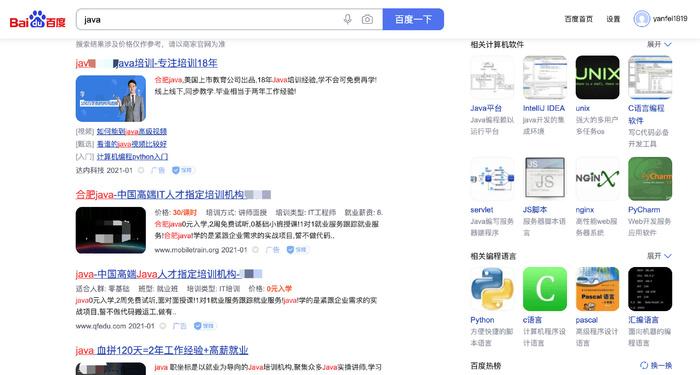 Bai 百度
java
百度一下
百度首页
设置
yanfei1819
搜索结果涉及价格仅作参考，请以商家官网为准
jav Java培训-专注培训18年
合肥java,美国上市教育公司出品,18年Java培训经验,学不会可免费再学!
线上线下,同步教学.毕业相当于两年工作经验!
[视频] 如何能到java高级视频
[甄选] 看谁的java视频比较好
[入门] 计算机编程python入门
达内科技 2021-01 广告 保障
合肥java-中国高端IT人才指定培训机构
价格: 30/课时 培训方式: 讲师面授 培训类型: IT工程师 就业薪资: 8.
合肥java0元入学,2周免费试听,0基础小班授课!1对1就业服务跟踪就业服
务!合肥java!学的是紧跟企业需求的实战项目,暂不做代码..
www.mobiletrain.org 2021-01 广告 保障
java-中国高端Java人才指定培训机构-
适合人群: 零基础 班型: 就业班 培训类型: IT培训 价格: 0元入学
java0元入学,2周免费试听,面对面授课!1对1就业服务跟踪就业服务!java!学的是紧跟企业需求的实
战项目,暂不做代码搬运工,做有..
www.qfedu.com 2021-01 广告 保障
java 血拼120天=2年工作经验+高薪就业
java 职坐标是以就业为导向的Java培训机构,聚集众多Java实操讲师,学习
相关计算机软件
展开
UNIX
Java平台
Java编程赖以
运行平台
IntelliJ IDEA
java开发的集
成环境
unix
强大的多用户
多任务os
C语言编程
软件
写C代码必备
开发工具
JS
NGINX
PyCharm
servlet
Java编写服务
器端程序
JS脚本
服务器脚本语
言
nginx
高性能web服
务器系统
PyCharm
Web开发服务
应用软件
相关编程语言
展开
C
Pascal
Python
方便快捷的脚
本语言
c语言
计算机程序设
计语言
pascal
高级程序设计
语言
汇编语言
面向机器的编
程语言
百度热榜
换一换